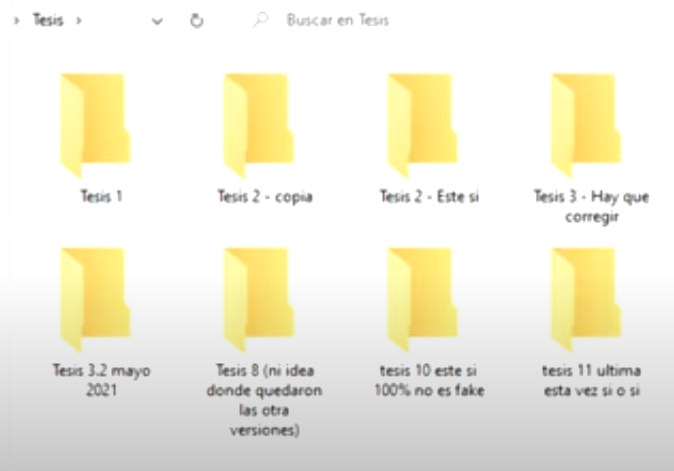 › Tesis ›
Buscar en Tesis
Tesis 1
Tesis 2 - copia
Tesis 2 - Este si
Tesis 3 - Hay que
corregir
Tesis 3.2 mayo
2021
Tesis 8 (ni idea
donde quedaron
las otra
versiones)
tesis 10 este si
100% no es fake
tesis 11 ultima
esta vez si o si